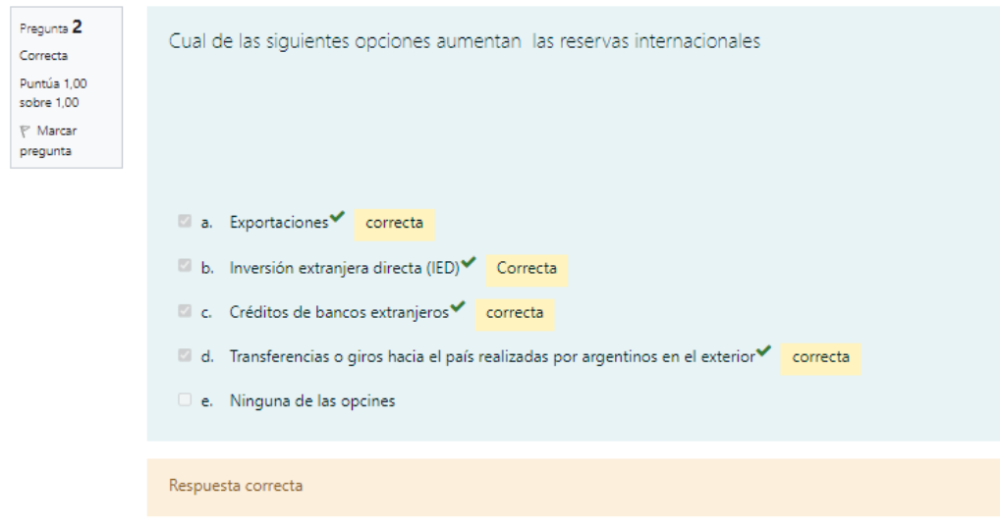 Pregunta 2
Correcta
Puntúa 1,00
sobre 1,00
Marcar
pregunta
Cual de las siguientes opciones aumentan las reservas internacionales
a. Exportaciones correcta
b. Inversión extranjera directa (IED) Correcta
c. Créditos de bancos extranjeros correcta
d. Transferencias o giros hacia el país realizadas por argentinos en el exterior correcta
e. Ninguna de las opcines
Respuesta correcta